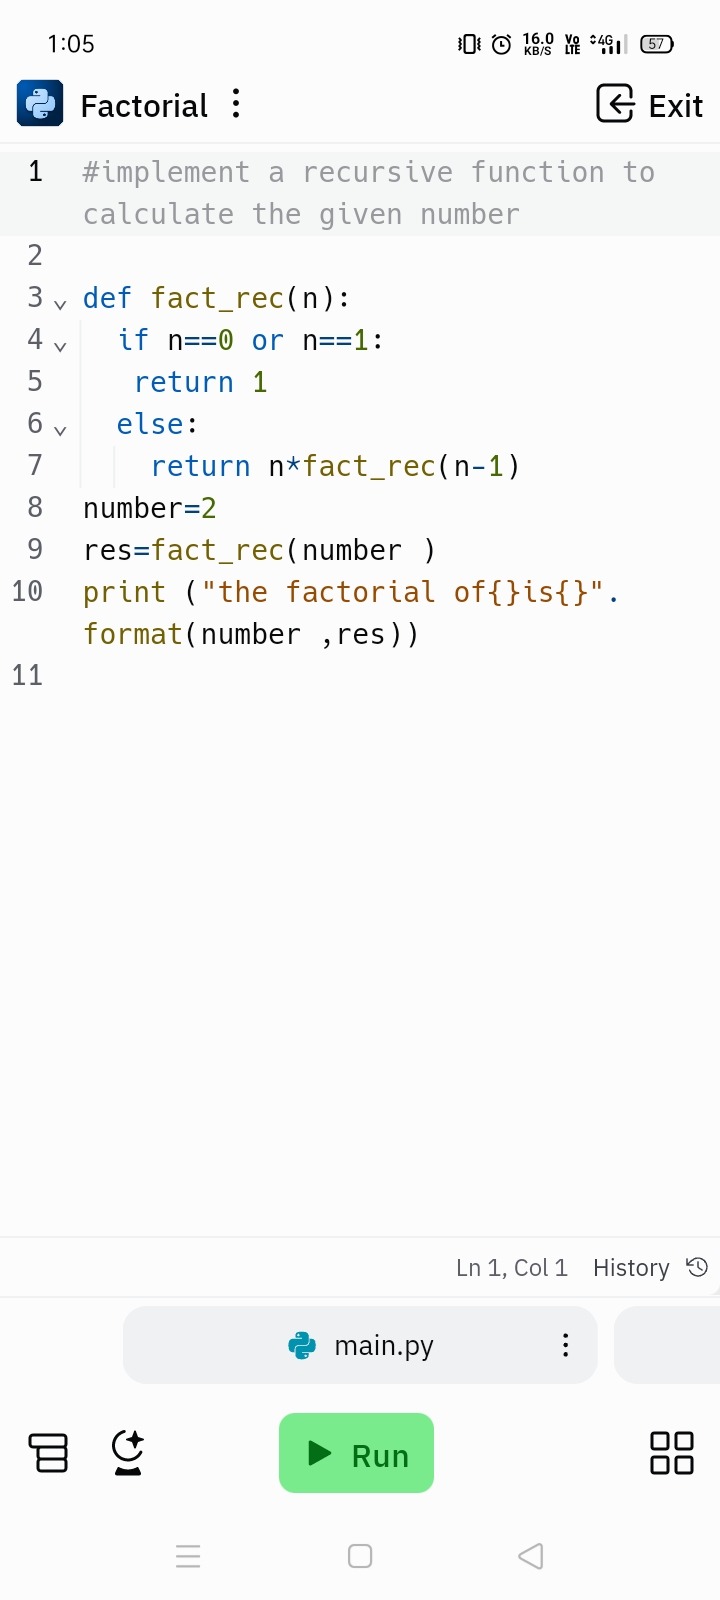 1:05 16.0 KB/S Vo LTE 4G 57
Factorial Exit
1 #implement a recursive function to
calculate the given number
2
3 def fact_rec(n):
4 if n==0 or n==1:
5 return 1
6 else:
7 return n*fact_rec(n-1)
8 number=2
9 res=fact_rec(number )
10 print ("the factorial of{}is{}".
format(number ,res))
11
Ln 1, Col 1 History
main.py
Run